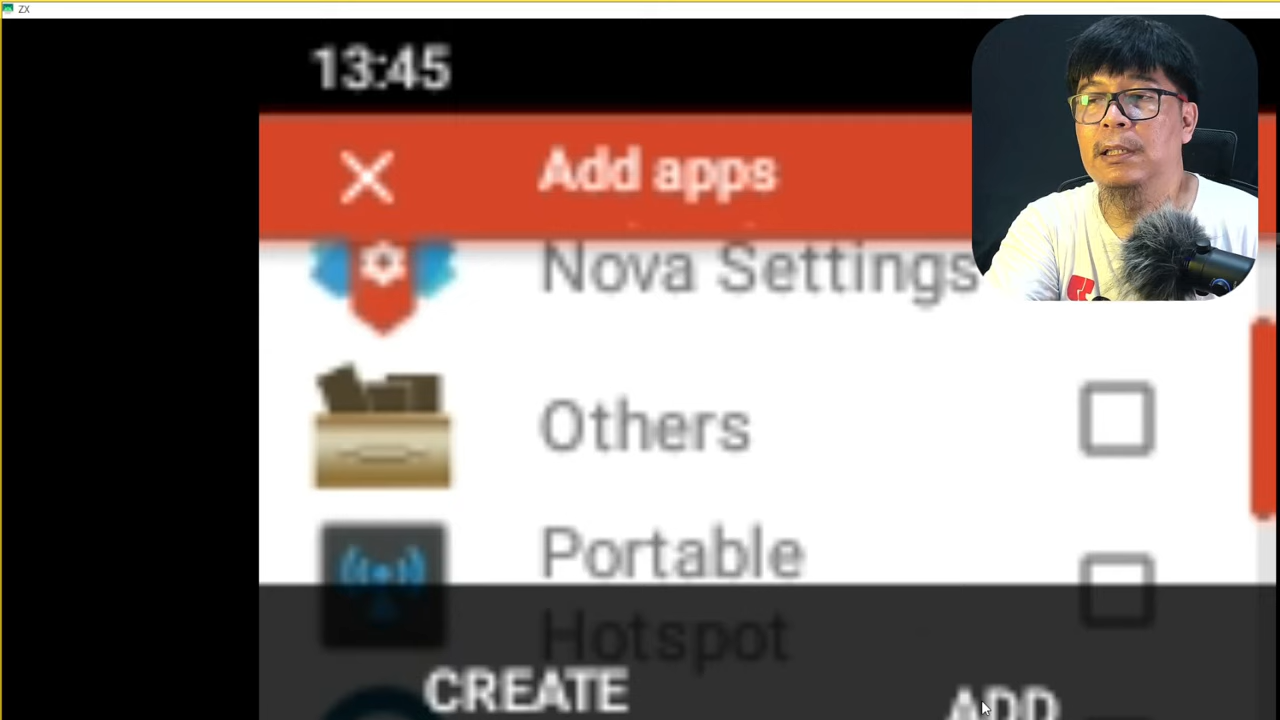 ZX
13:45
Add apps
Nova Settings
Others
Portable
Hotspot
CREATE
ADD